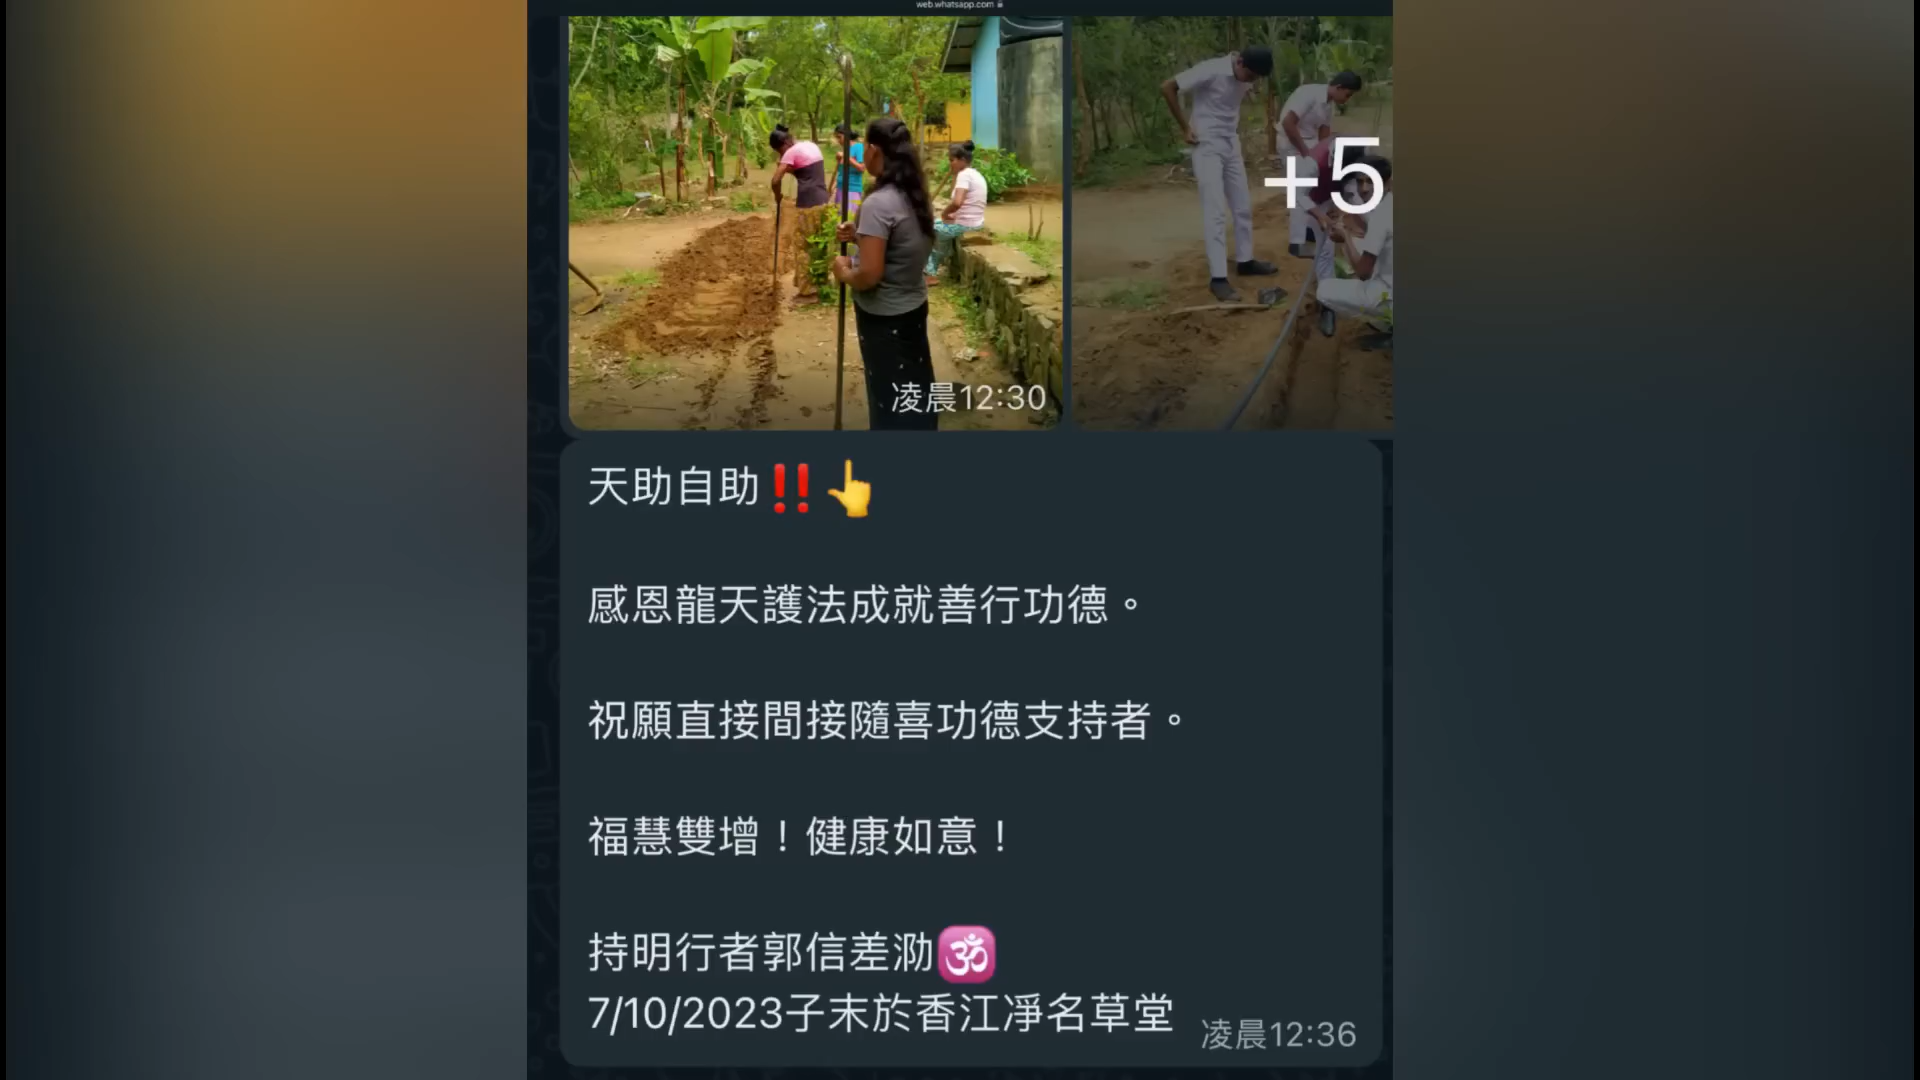 web.whatsapp.com
+5
凌晨12:30
天助自助‼️👆
感恩龍天護法成就善行功德。
祝願直接間接隨喜功德支持者。
福慧雙增！健康如意！
持明行者郭信差泐🕉
7/10/2023子末於香江淨名草堂
凌晨12:36